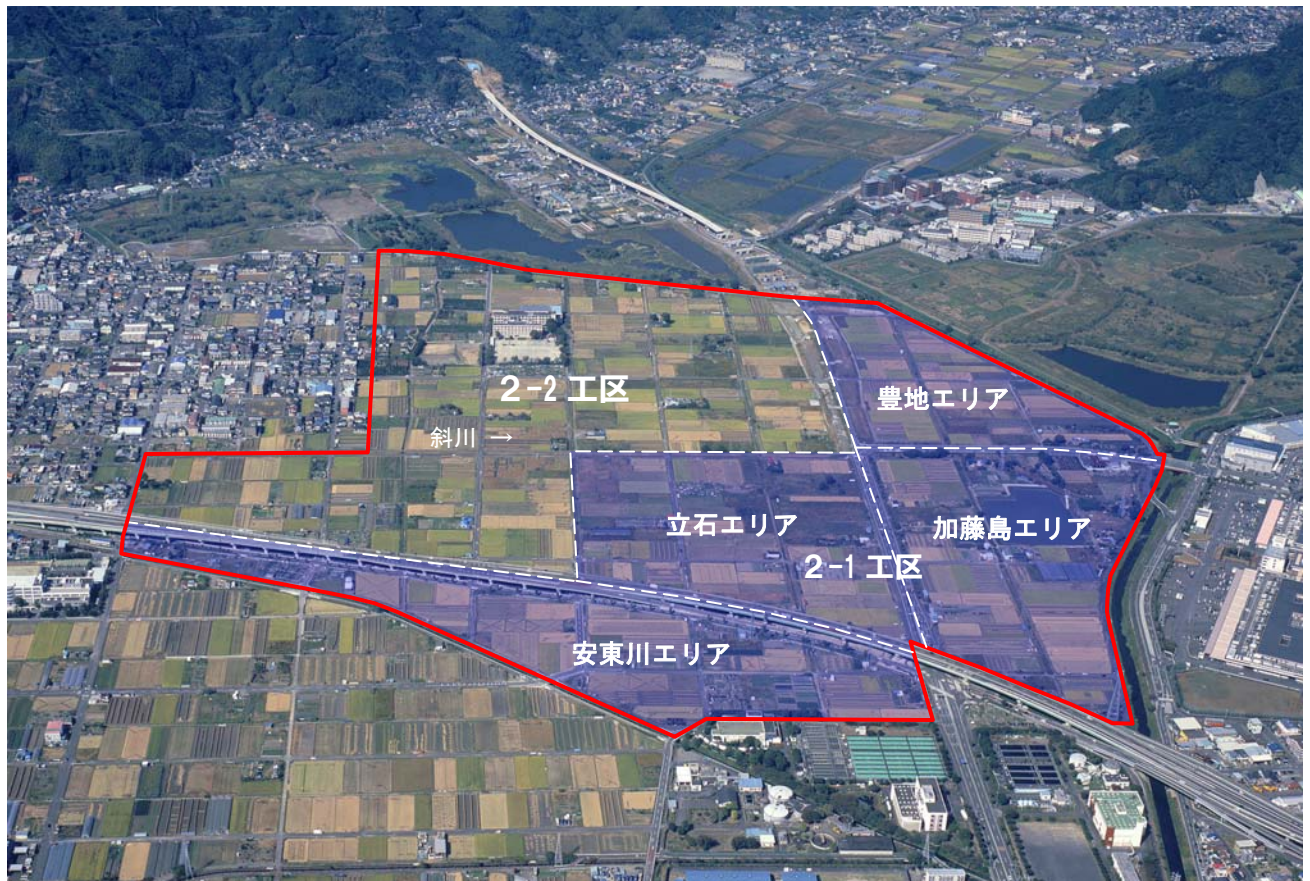 2-2 工区
豊地エリア
斜川 →
立石エリア
加藤島エリア
2-1 工区
安東川エリア